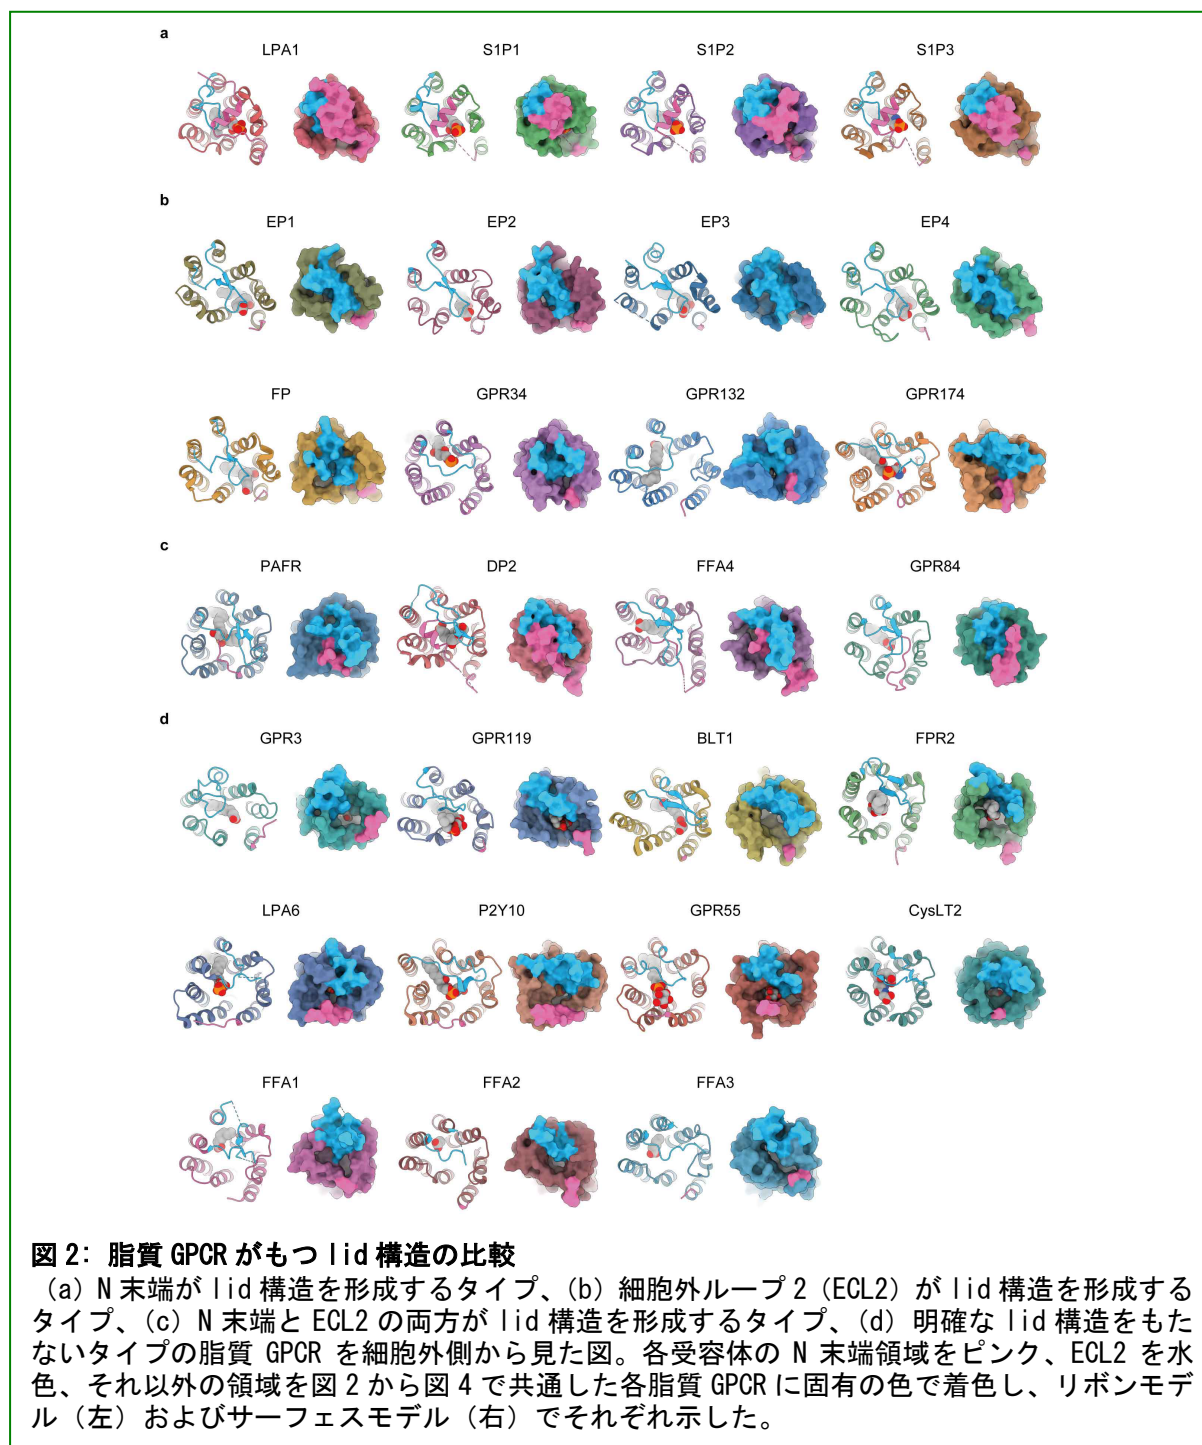 a
LPA1 S1P1 S1P2 S1P3
b
EP1 EP2 EP3 EP4
FP GPR34 GPR132 GPR174
c
PAFR DP2 FFA4 GPR84
d
GPR3 GPR119 BLT1 FPR2
LPA6 P2Y10 GPR55 CysLT2
FFA1 FFA2 FFA3
図 2: 脂質 GPCR がもつ lid 構造の比較
（a）N 末端が lid 構造を形成するタイプ、（b）細胞外ループ 2（ECL2）が lid 構造を形成する
タイプ、（c）N 末端と ECL2 の両方が lid 構造を形成するタイプ、（d）明確な lid 構造をもた
ないタイプの脂質 GPCR を細胞外側から見た図。各受容体の N 末端領域をピンク、ECL2 を水
色、それ以外の領域を図 2 から図 4 で共通した各脂質 GPCR に固有の色で着色し、リボンモデ
ル（左）およびサーフェスモデル（右）でそれぞれ示した。